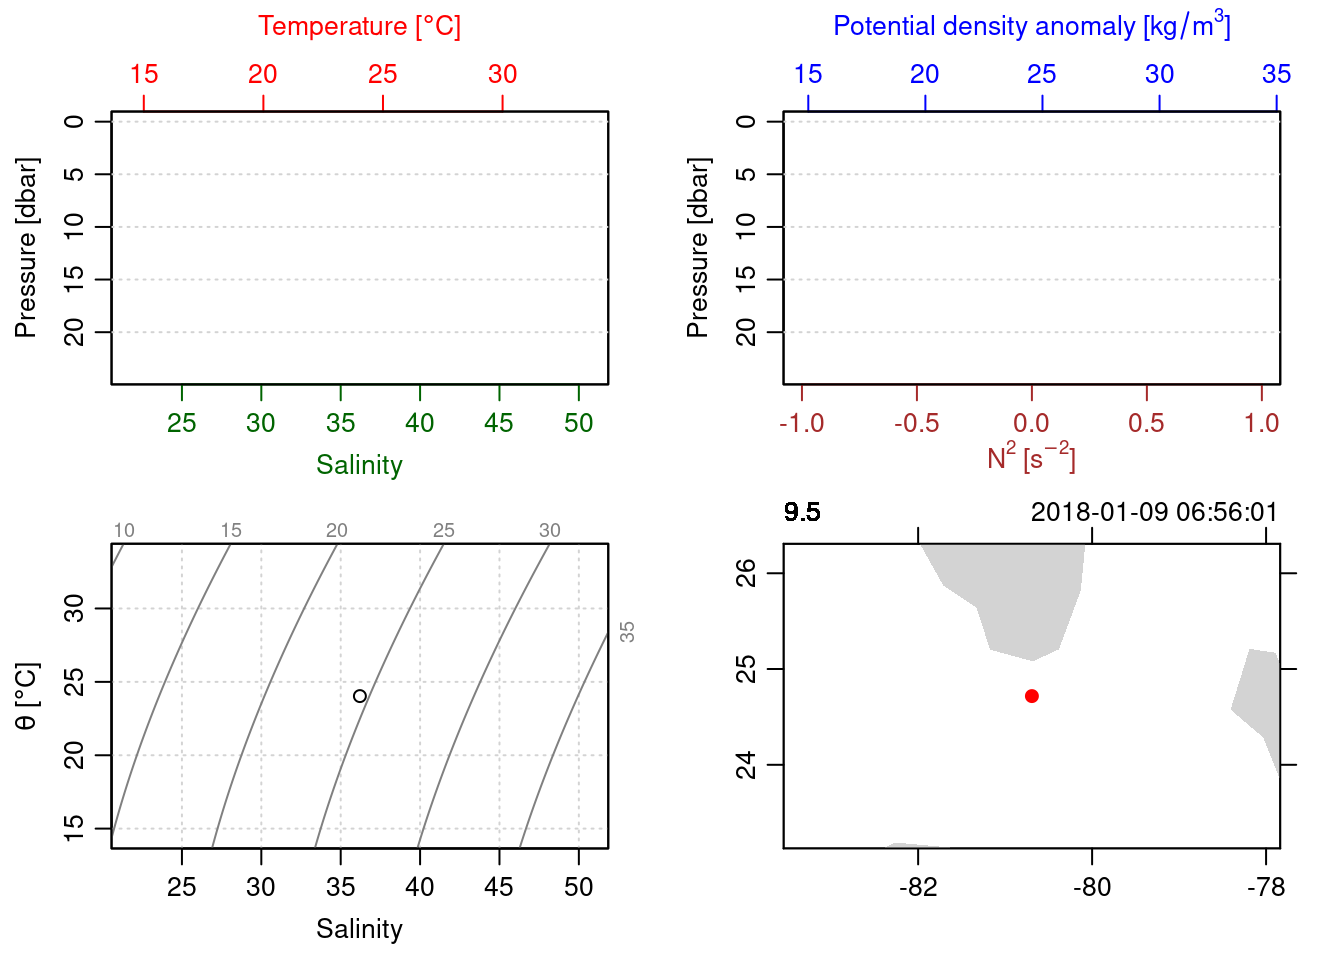 Temperature [°C]
15 20 25 30
0
5
10
15
20
Pressure [dbar]
25 30 35 40 45 50
Salinity
Potential density anomaly [kg/m³]
15 20 25 30 35
0
5
10
15
20
Pressure [dbar]
-1.0 -0.5 0.0 0.5 1.0
N² [s⁻²]
10 15 20 25 30
35
30
25
20
15
θ [°C]
25 30 35 40 45 50
Salinity
9.5 2018-01-09 06:56:01
26
25
24
-82 -80 -78